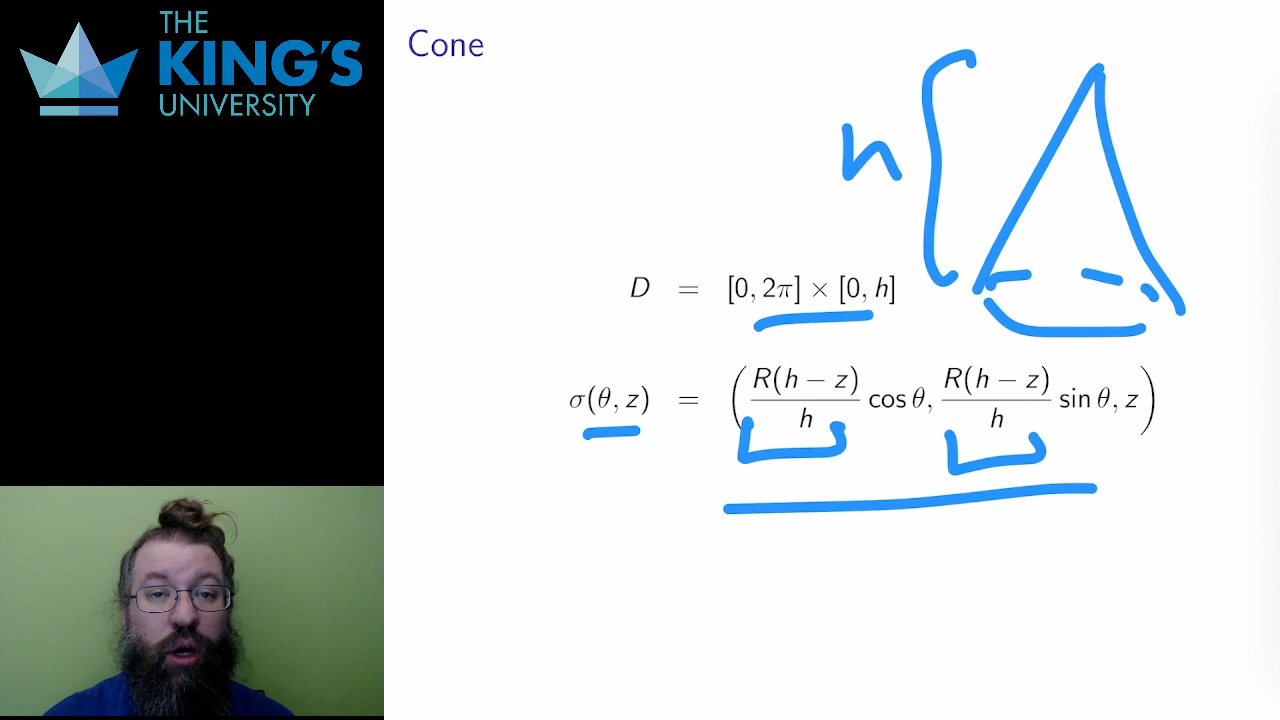 THE
KING'S
UNIVERSITY
Cone
h
D = [0, 2π] × [0, h]
σ(θ, z) = (R(h − z)/h cos θ, R(h − z)/h sin θ, z)